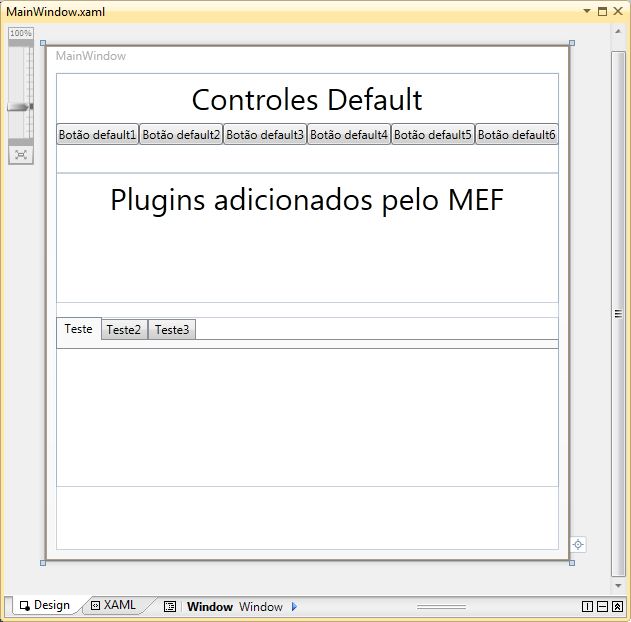 MainWindow.xaml
100%
MainWindow
Controles Default
Botão default1 Botão default2 Botão default3 Botão default4 Botão default5 Botão default6
Plugins adicionados pelo MEF
Teste Teste2 Teste3
Design XAML Window Window